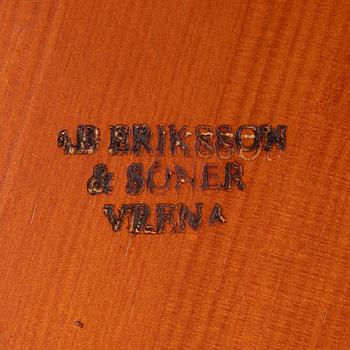 AB ERIKSSON
& SÖNER
VRENA